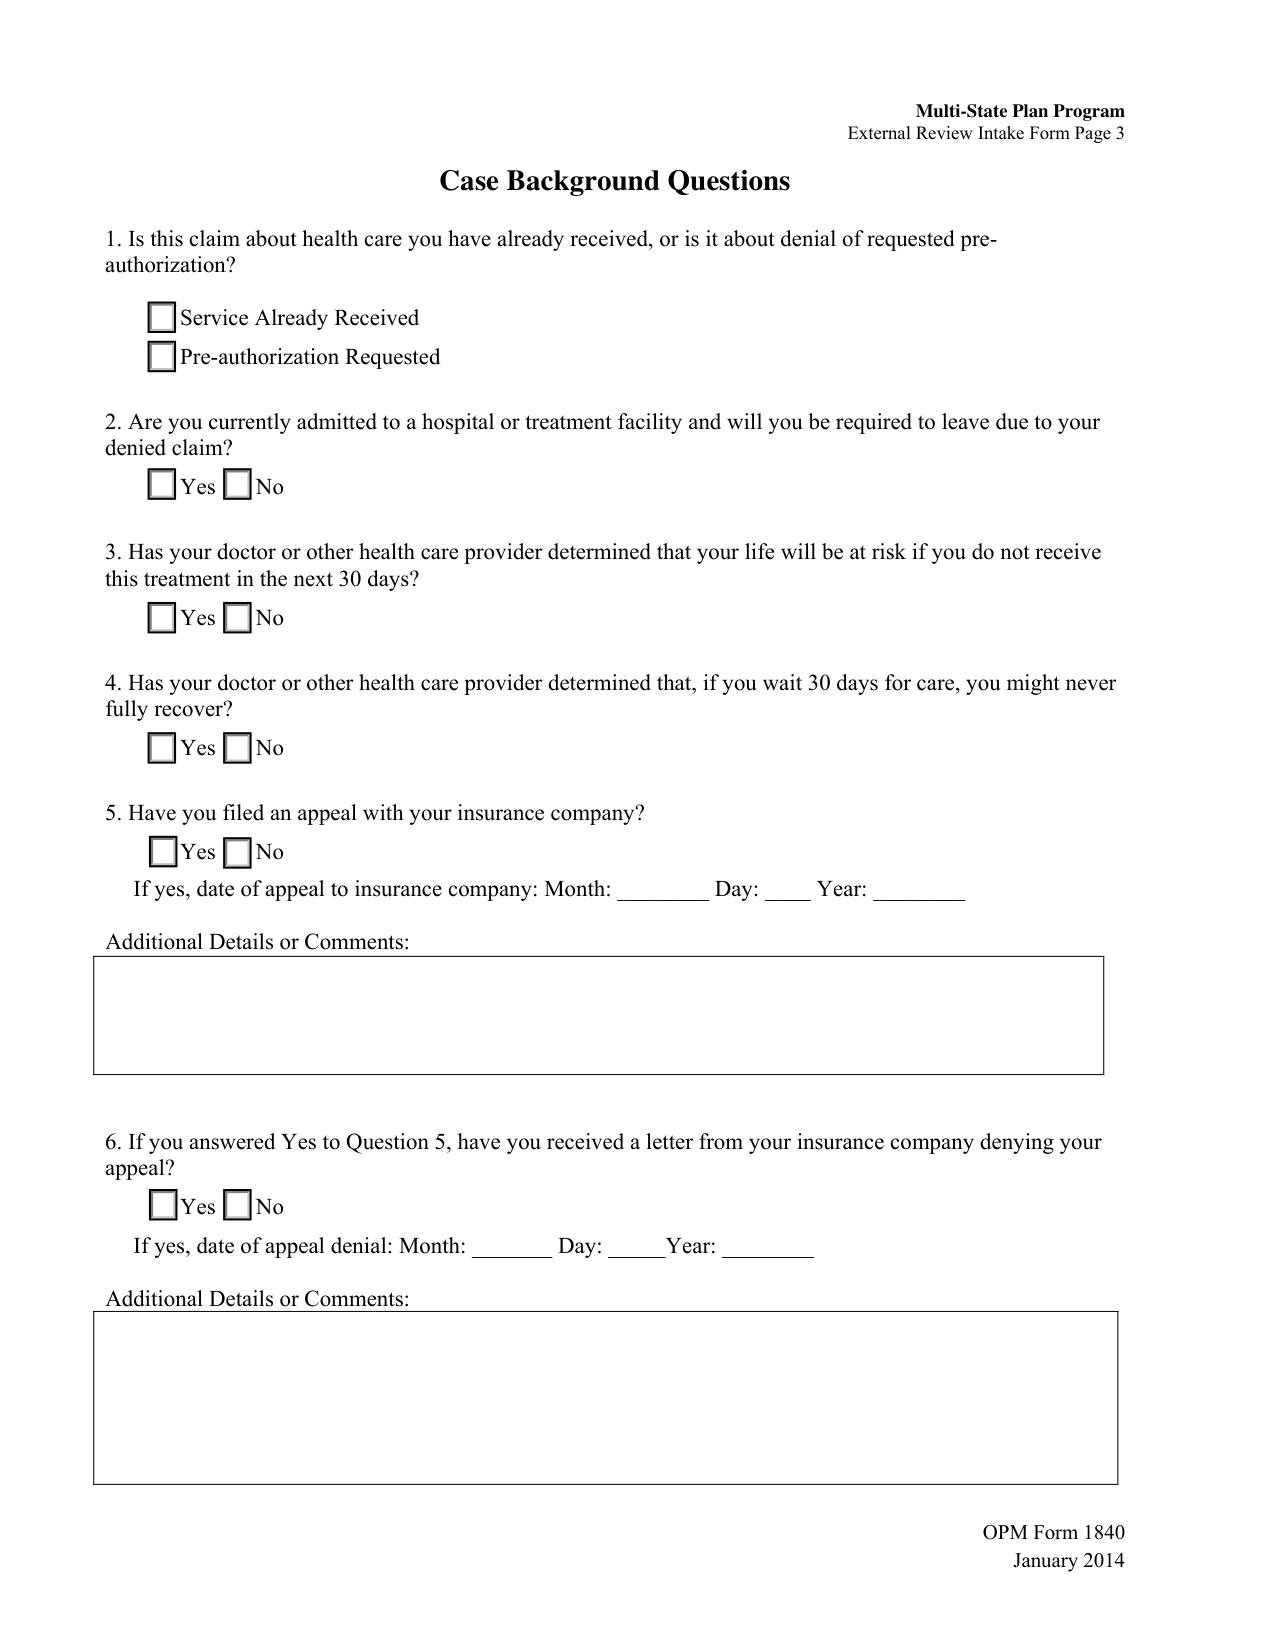 Multi-State Plan Program
External Review Intake Form Page 3
Case Background Questions
1. Is this claim about health care you have already received, or is it about denial of requested pre-
authorization?
Service Already Received
Pre-authorization Requested
2. Are you currently admitted to a hospital or treatment facility and will you be required to leave due to your
denied claim?
Yes No
3. Has your doctor or other health care provider determined that your life will be at risk if you do not receive
this treatment in the next 30 days?
Yes No
4. Has your doctor or other health care provider determined that, if you wait 30 days for care, you might never
fully recover?
Yes No
5. Have you filed an appeal with your insurance company?
Yes No
If yes, date of appeal to insurance company: Month: ________ Day: ____ Year: ________
Additional Details or Comments:
6. If you answered Yes to Question 5, have you received a letter from your insurance company denying your
appeal?
Yes No
If yes, date of appeal denial: Month: _______ Day: _____Year: ________
Additional Details or Comments:
OPM Form 1840
January 2014